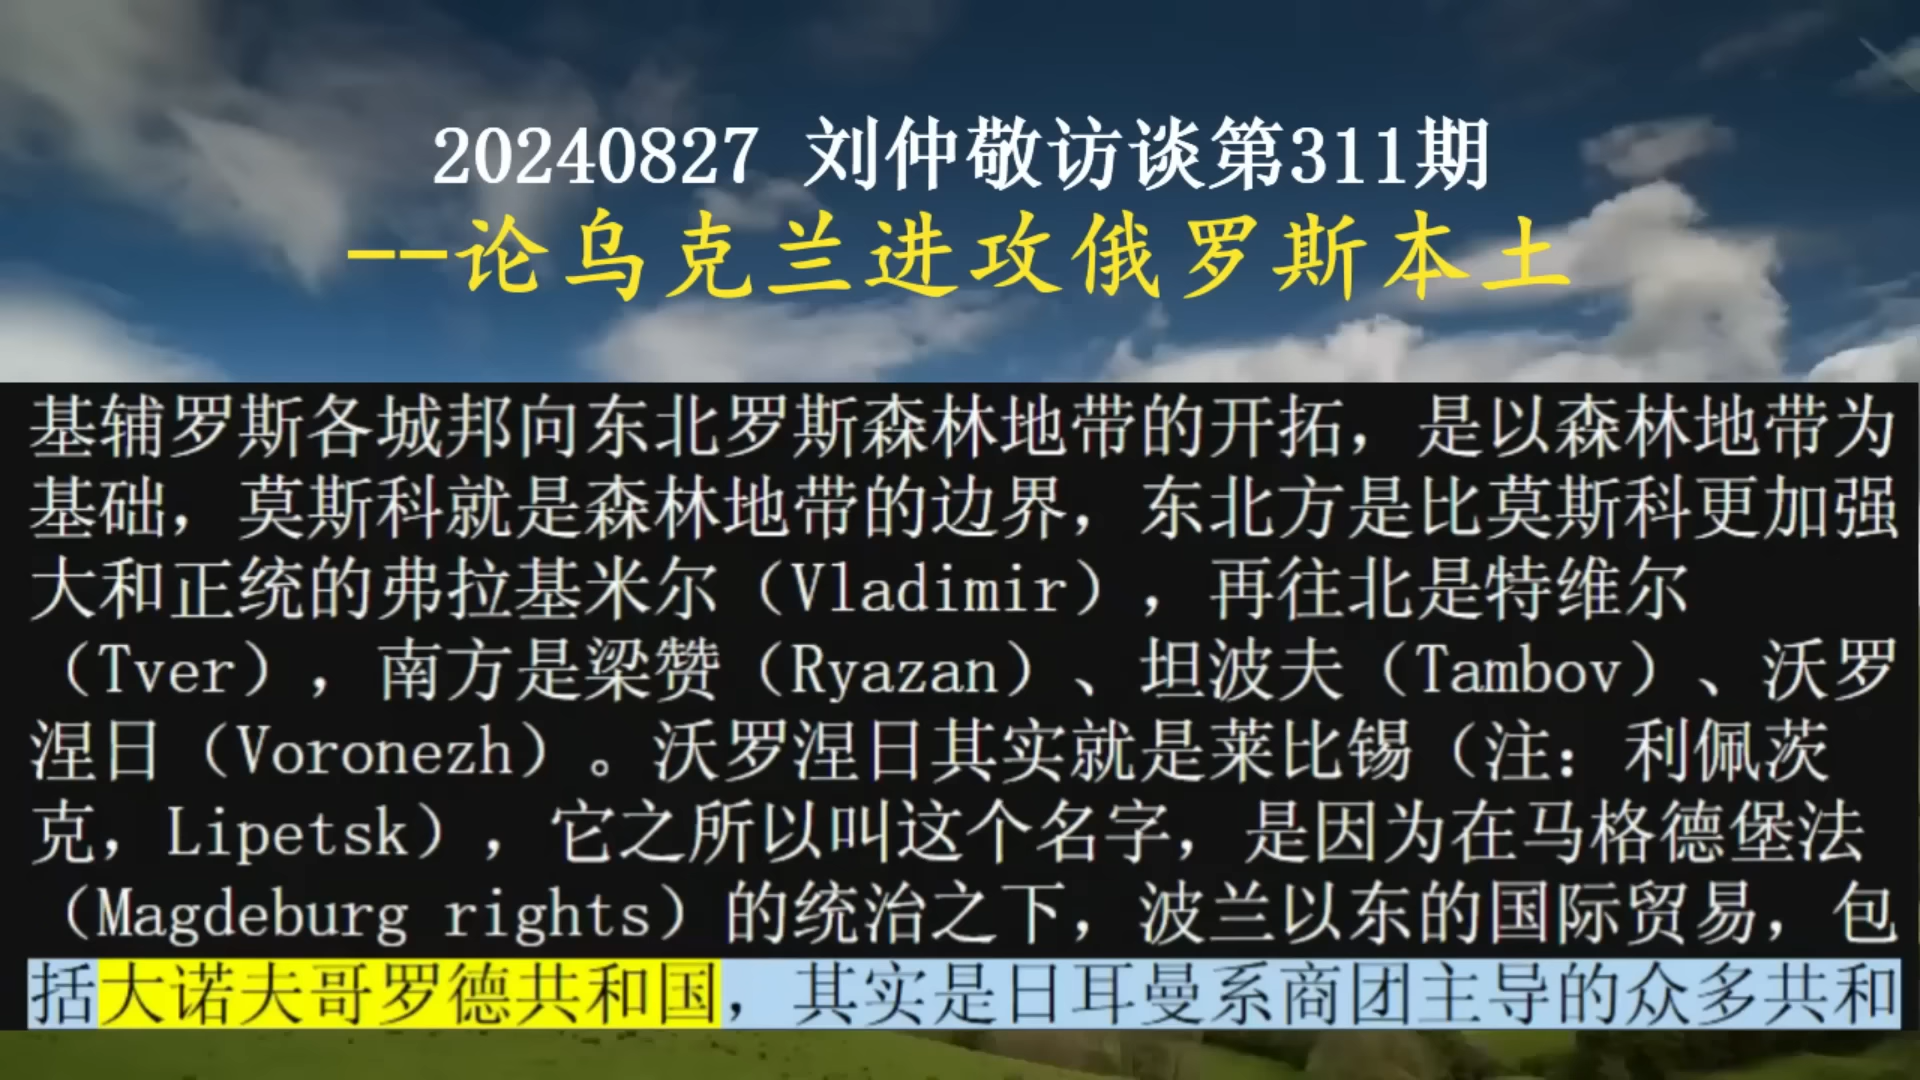 20240827 刘仲敬访谈第311期
--论乌克兰进攻俄罗斯本土
基辅罗斯各城邦向东北罗斯森林地带的开拓，是以森林地带为
基础，莫斯科就是森林地带的边界，东北方是比莫斯科更加强
大和正统的弗拉基米尔（Vladimir），再往北是特维尔
（Tver），南方是梁赞（Ryazan）、坦波夫（Tambov）、沃罗
涅日（Voronezh）。沃罗涅日其实就是莱比锡（注：利佩茨
克，Lipetsk），它之所以叫这个名字，是因为在马格德堡法
（Magdeburg rights）的统治之下，波兰以东的国际贸易，包
括大诺夫哥罗德共和国，其实是日耳曼系商团主导的众多共和